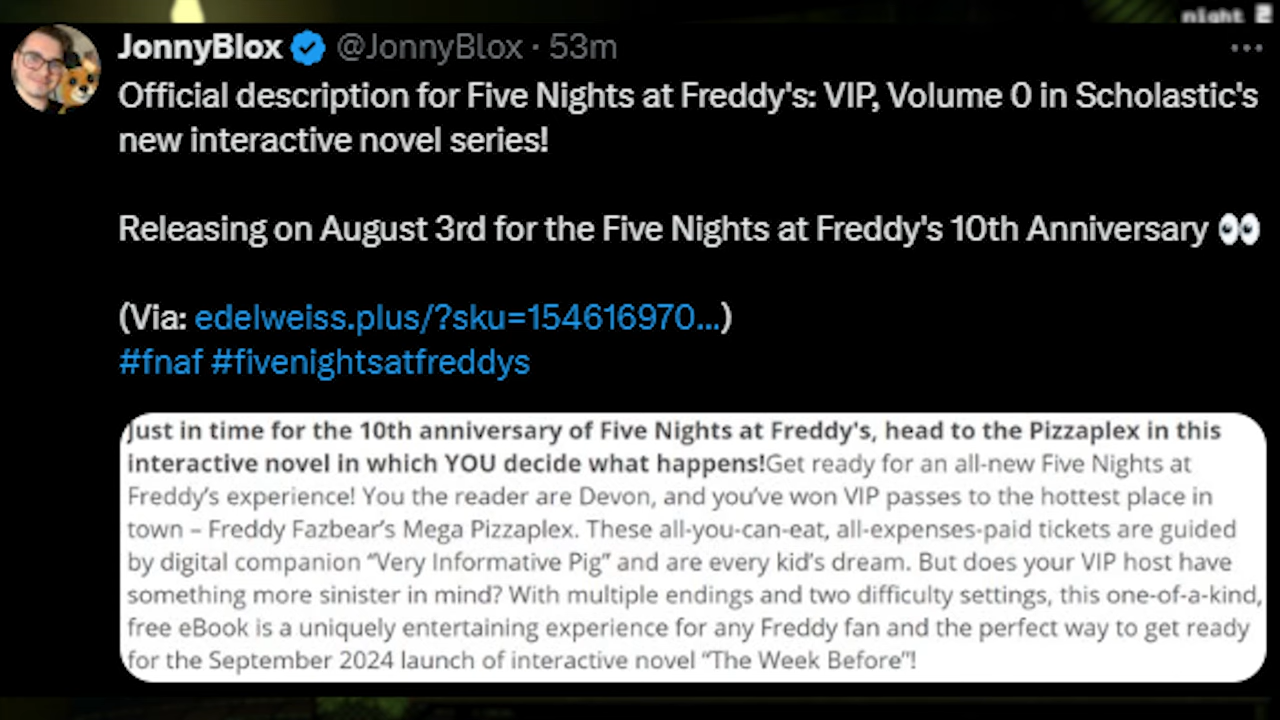 night 2
JonnyBlox @JonnyBlox · 53m
Official description for Five Nights at Freddy's: VIP, Volume 0 in Scholastic's
new interactive novel series!
Releasing on August 3rd for the Five Nights at Freddy's 10th Anniversary 👀
(Via: edelweiss.plus/?sku=154616970...)
#fnaf #fivenightsatfreddys
Just in time for the 10th anniversary of Five Nights at Freddy's, head to the Pizzaplex in this
interactive novel in which YOU decide what happens!Get ready for an all-new Five Nights at
Freddy’s experience! You the reader are Devon, and you’ve won VIP passes to the hottest place in
town – Freddy Fazbear’s Mega Pizzaplex. These all-you-can-eat, all-expenses-paid tickets are guided
by digital companion “Very Informative Pig” and are every kid’s dream. But does your VIP host have
something more sinister in mind? With multiple endings and two difficulty settings, this one-of-a-kind,
free eBook is a uniquely entertaining experience for any Freddy fan and the perfect way to get ready
for the September 2024 launch of interactive novel “The Week Before”!